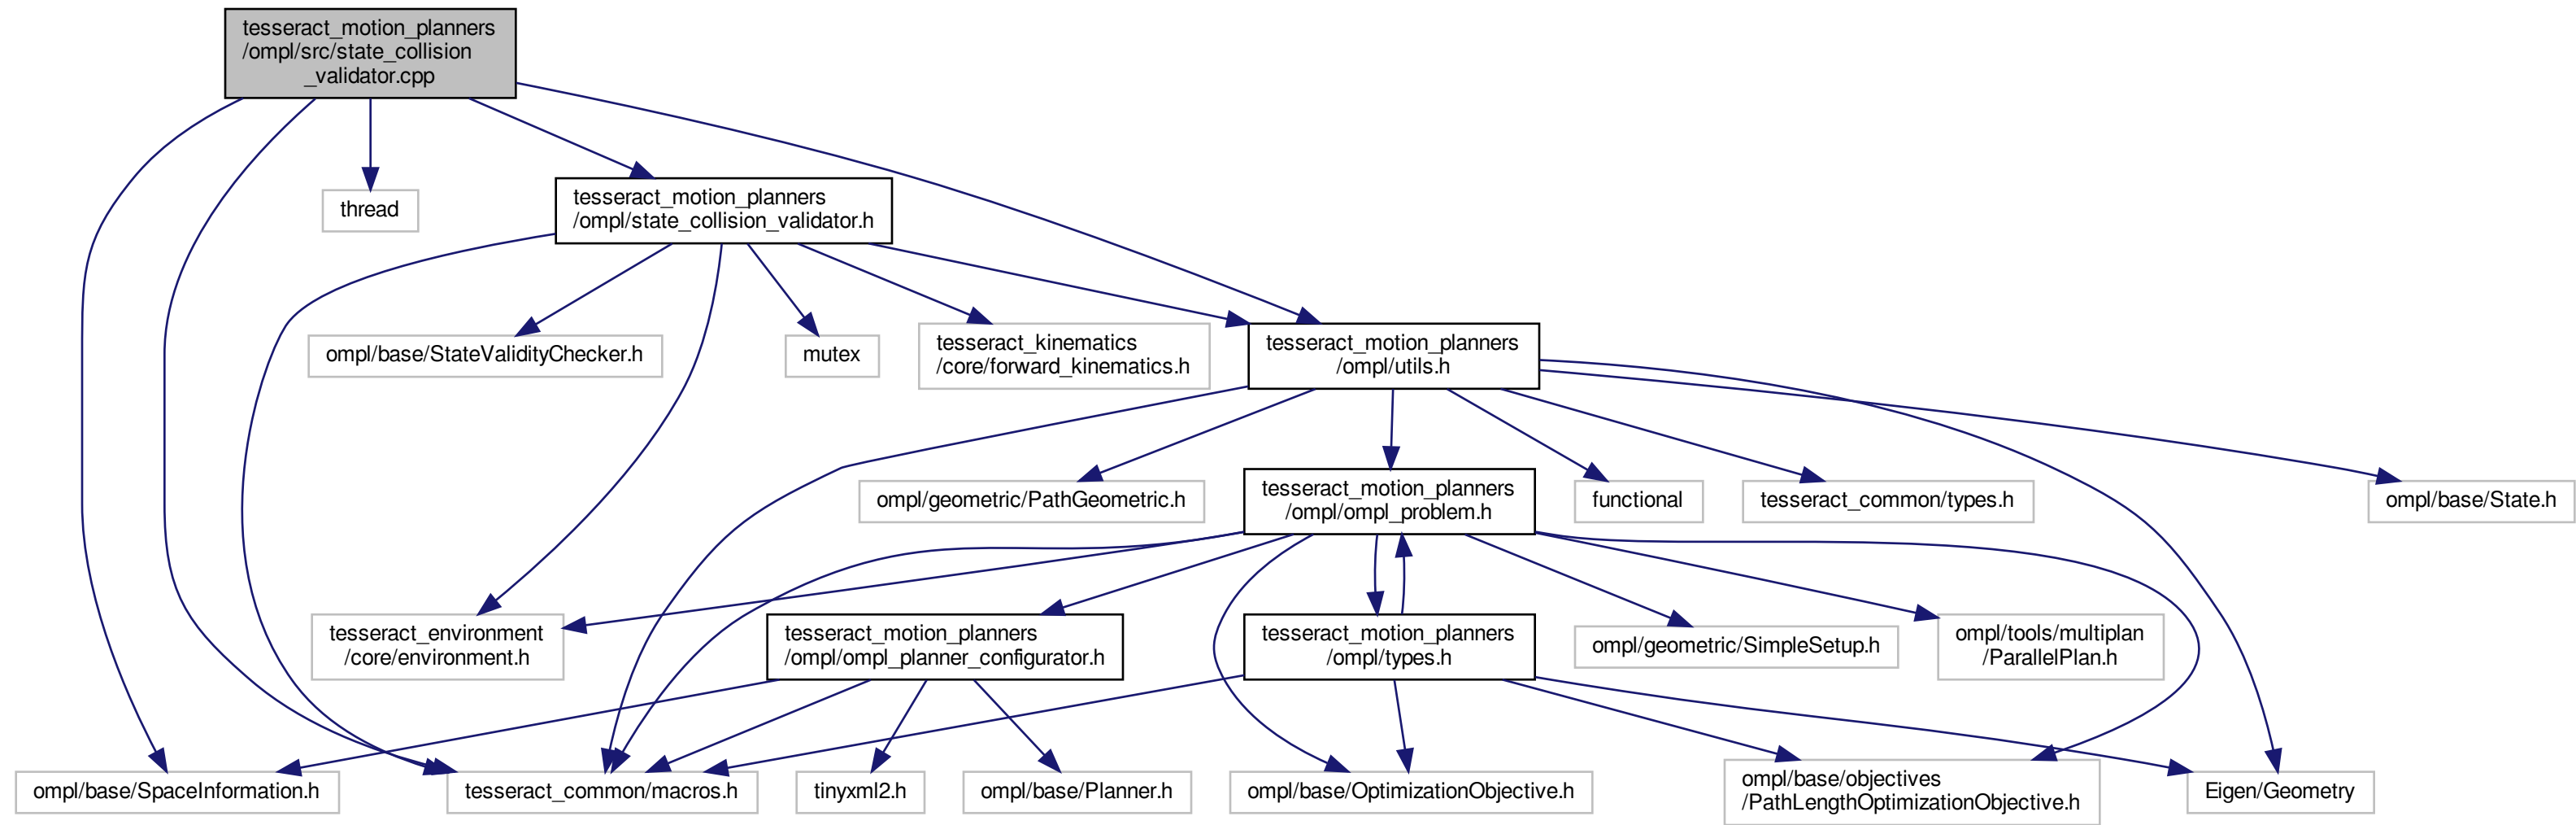 tesseract_motion_planners
/ompl/src/state_collision
_validator.cpp
thread
tesseract_motion_planners
/ompl/state_collision_validator.h
ompl/base/StateValidityChecker.h
mutex
tesseract_kinematics
/core/forward_kinematics.h
tesseract_motion_planners
/ompl/utils.h
ompl/geometric/PathGeometric.h
tesseract_motion_planners
/ompl/ompl_problem.h
functional
tesseract_common/types.h
ompl/base/State.h
tesseract_environment
/core/environment.h
tesseract_motion_planners
/ompl/ompl_planner_configurator.h
tesseract_motion_planners
/ompl/types.h
ompl/geometric/SimpleSetup.h
ompl/tools/multiplan
/ParallelPlan.h
ompl/base/SpaceInformation.h
tesseract_common/macros.h
tinyxml2.h
ompl/base/Planner.h
ompl/base/OptimizationObjective.h
ompl/base/objectives
/PathLengthOptimizationObjective.h
Eigen/Geometry